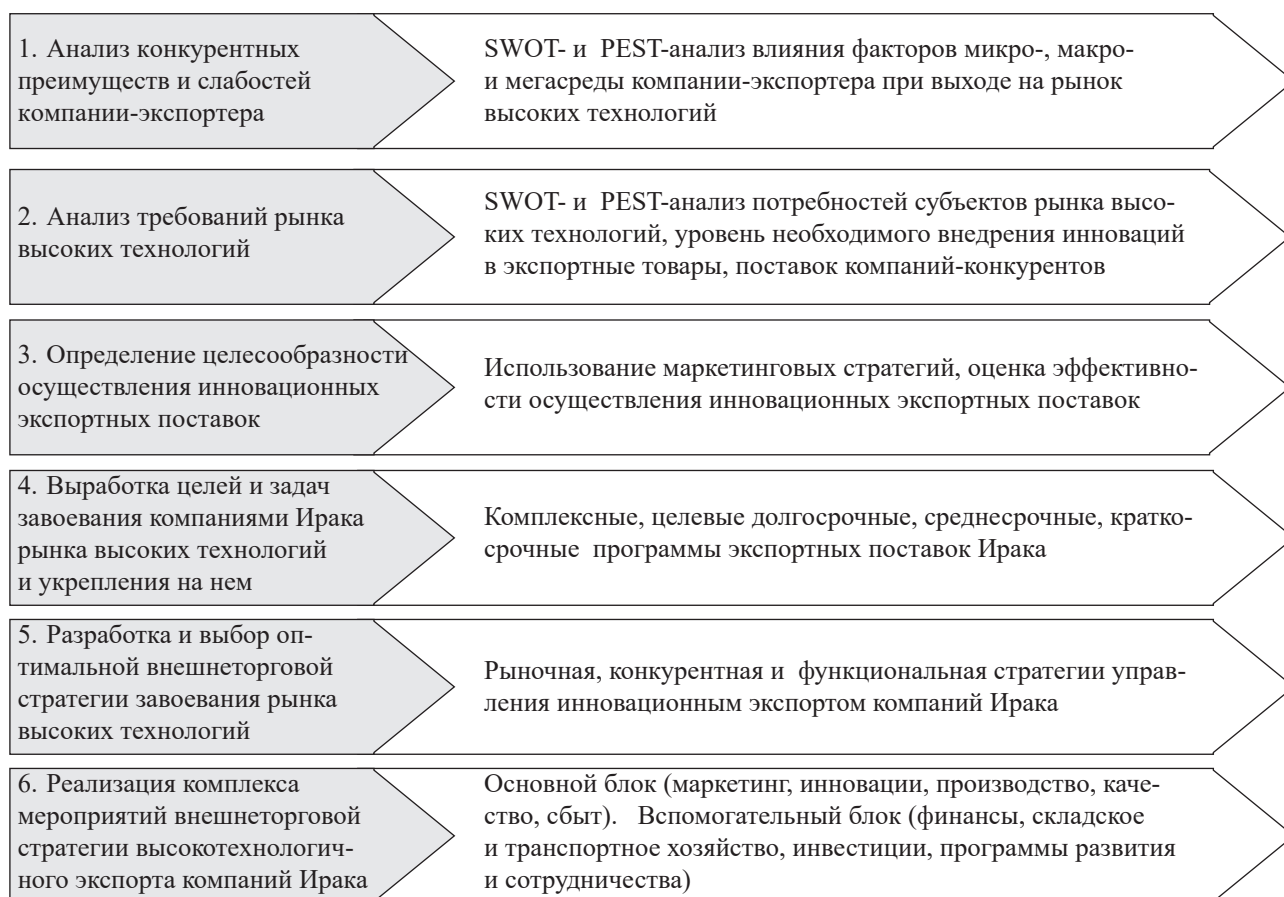 1. Анализ конкурентных
преимуществ и слабостей
компании-экспортера
SWOT- и PEST-анализ влияния факторов микро-, макро-
и мегасреды компании-экспортера при выходе на рынок
высоких технологий
2. Анализ требований рынка
высоких технологий
SWOT- и PEST-анализ потребностей субъектов рынка высо-
ких технологий, уровень необходимого внедрения инноваций
в экспортные товары, поставок компаний-конкурентов
3. Определение целесообразности
осуществления инновационных
экспортных поставок
Использование маркетинговых стратегий, оценка эффективно-
сти осуществления инновационных экспортных поставок
4. Выработка целей и задач
завоевания компаниями Ирака
рынка высоких технологий
и укрепления на нем
Комплексные, целевые долгосрочные, среднесрочные, кратко-
срочные программы экспортных поставок Ирака
5. Разработка и выбор оп-
тимальной внешнеторговой
стратегии завоевания рынка
высоких технологий
Рыночная, конкурентная и функциональная стратегии управ-
ления инновационным экспортом компаний Ирака
6. Реализация комплекса
мероприятий внешнеторговой
стратегии высокотехнологич-
ного экспорта компаний Ирака
Основной блок (маркетинг, инновации, производство, каче-
ство, сбыт). Вспомогательный блок (финансы, складское
и транспортное хозяйство, инвестиции, программы развития
и сотрудничества)